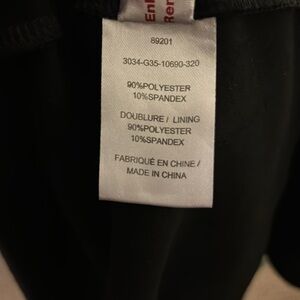 89201
3034-G35-10690-320
90%POLYESTER
10%SPANDEX
DOUBLURE / LINING
90%POLYESTER
10%SPANDEX
FABRIQUÉ EN CHINE /
MADE IN CHINA